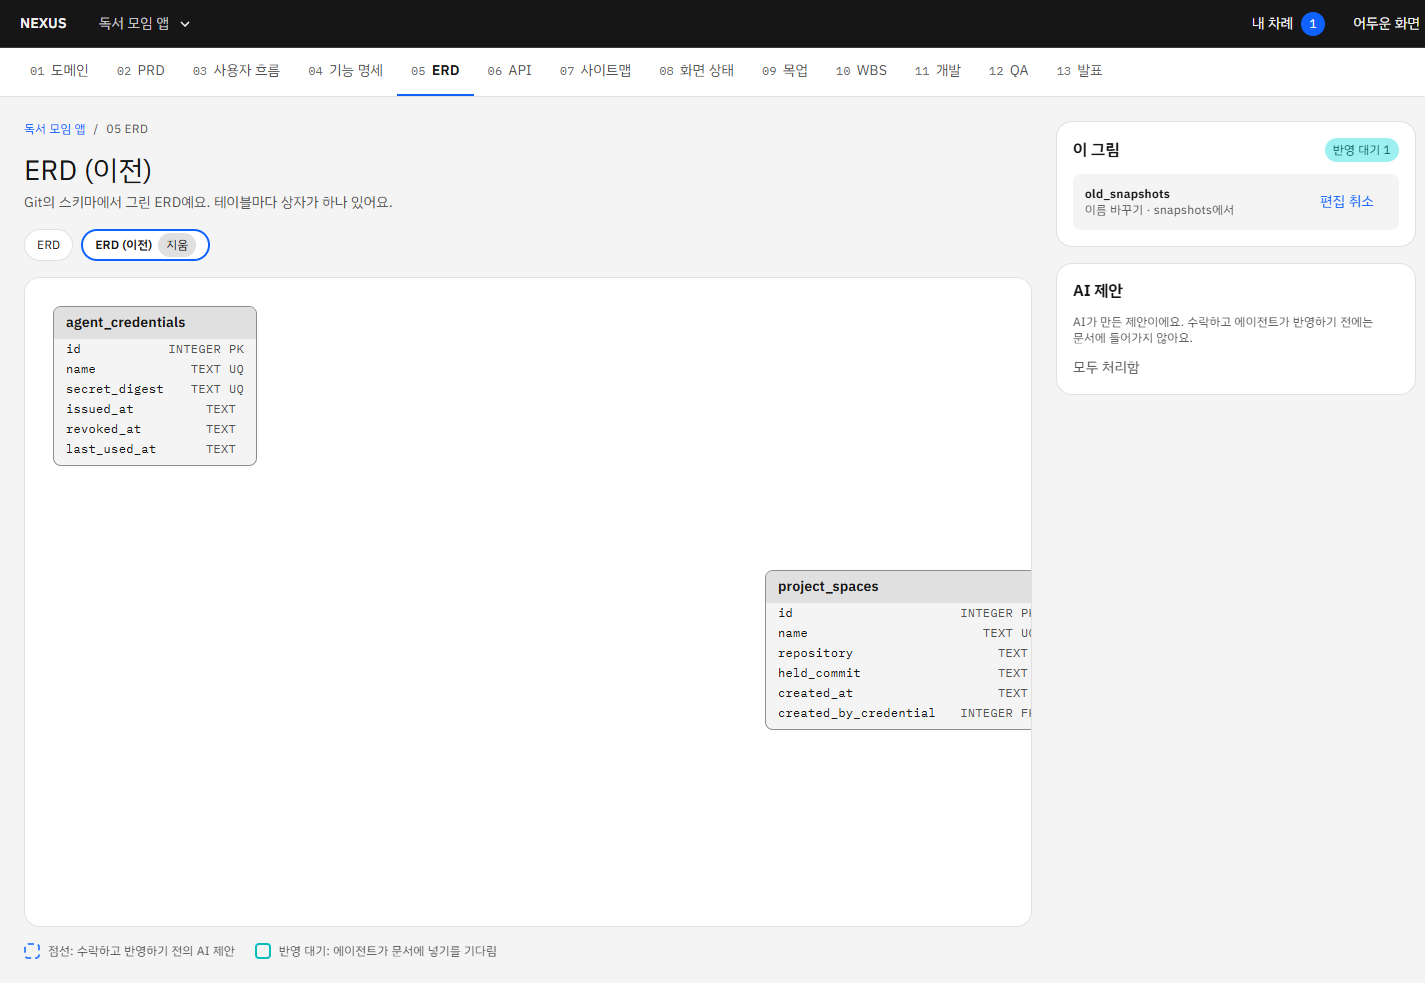 NEXUS 독서 모임 앱 내 차례 1 어두운 화면
01 도메인 02 PRD 03 사용자 흐름 04 기능 명세 05 ERD 06 API 07 사이트맵 08 화면 상태 09 목업 10 WBS 11 개발 12 QA 13 발표
독서 모임 앱 / 05 ERD
ERD (이전)
Git의 스키마에서 그린 ERD예요. 테이블마다 상자가 하나 있어요.
ERD ERD (이전) 지움
agent_credentials
id INTEGER PK
name TEXT UQ
secret_digest TEXT UQ
issued_at TEXT
revoked_at TEXT
last_used_at TEXT
project_spaces
id INTEGER
name TEXT
repository TEXT
held_commit TEXT
created_at TEXT
created_by_credential INTEGER
점선: 수락하고 반영하기 전의 AI 제안 반영 대기: 에이전트가 문서에 넣기를 기다림
이 그림 반영 대기 1
old_snapshots
이름 바꾸기 · snapshots에서
편집 취소
AI 제안
AI가 만든 제안이에요. 수락하고 에이전트가 반영하기 전에는
문서에 들어가지 않아요.
모두 처리함